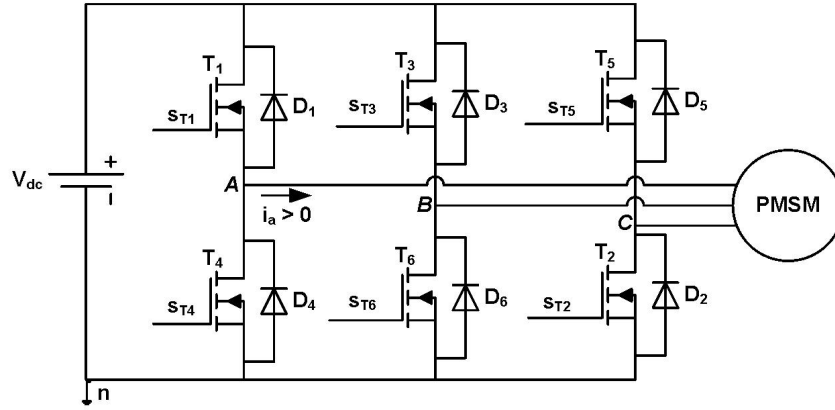 T1
T3
T5
sT1
D1
sT3
D3
sT5
D5
Vdc
+
A
B
C
ia > 0
PMSM
T4
T6
T2
sT4
D4
sT6
D6
sT2
D2
n